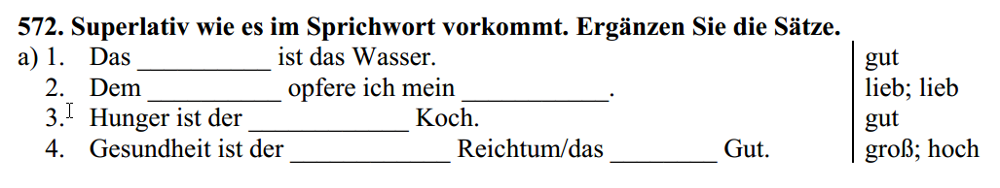 572. Superlativ wie es im Sprichwort vorkommt. Ergänzen Sie die Sätze.
a) 1. Das __________ ist das Wasser. gut
2. Dem __________ opfere ich mein ___________. lieb; lieb
3. Hunger ist der ____________ Koch. gut
4. Gesundheit ist der ____________ Reichtum/das ________ Gut. groß; hoch